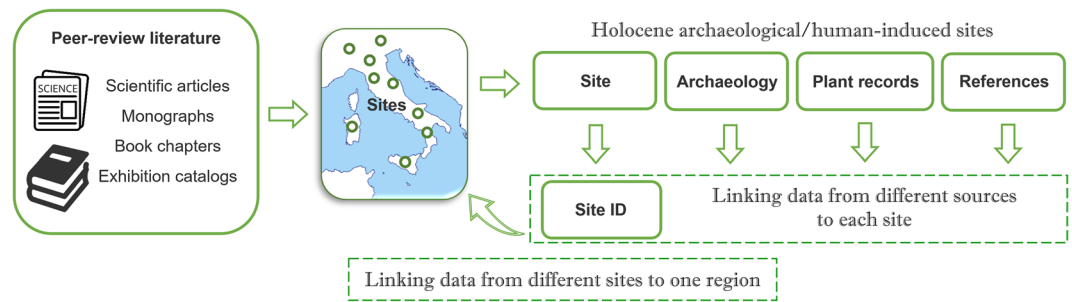 Peer-review literature
SCIENCE
Scientific articles
Monographs
Book chapters
Exhibition catalogs
Sites
Holocene archaeological/human-induced sites
Site
Archaeology
Plant records
References
Site ID
Linking data from different sources
to each site
Linking data from different sites to one region